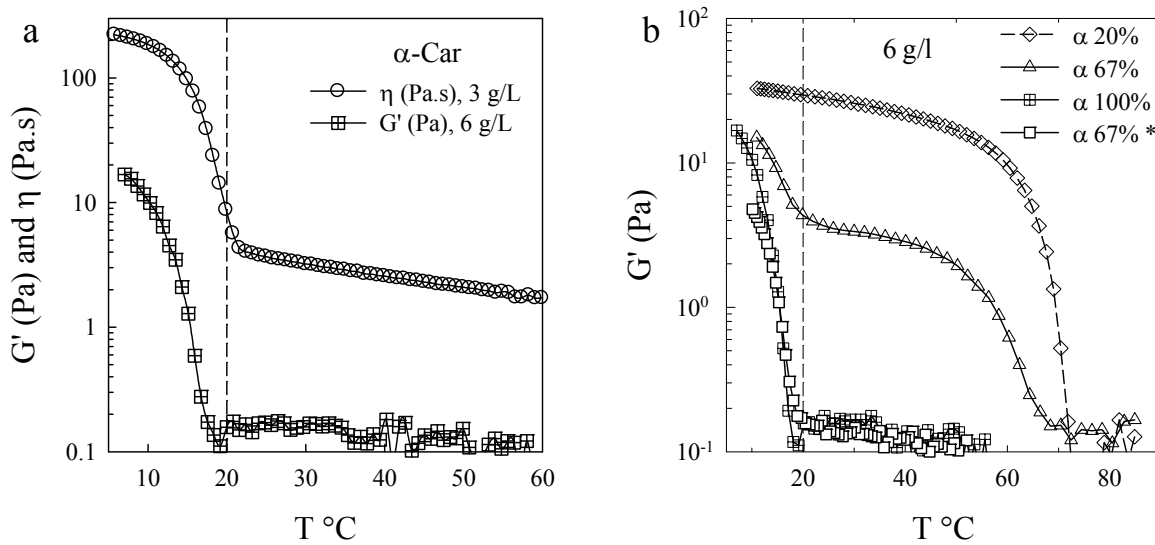 a
α-Car
η (Pa.s), 3 g/L
G' (Pa), 6 g/L
G' (Pa) and η (Pa.s)
100
10
1
0.1
10 20 30 40 50 60
T °C
b
6 g/l
α 20%
α 67%
α 100%
α 67% *
G' (Pa)
10²
10¹
10⁰
10⁻¹
20 40 60 80
T °C